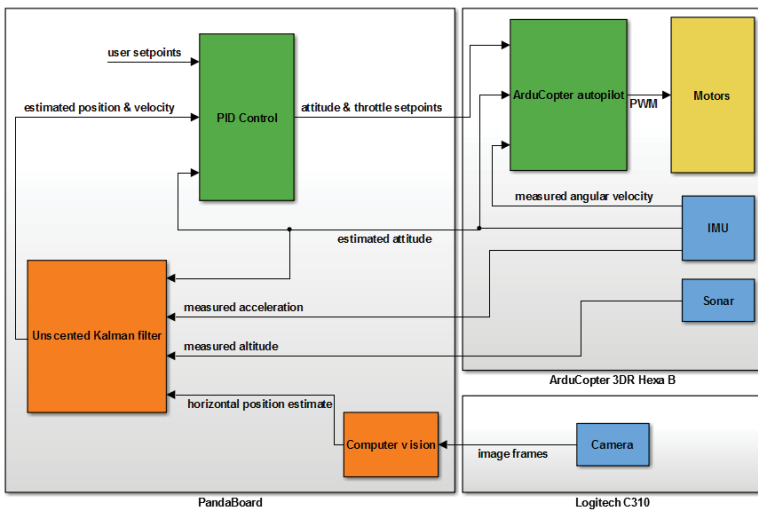 user setpoints
estimated position & velocity
PID Control
attitude & throttle setpoints
ArduCopter autopilot
PWM
Motors
measured angular velocity
IMU
estimated attitude
Sonar
measured acceleration
Unscented Kalman filter
measured altitude
ArduCopter 3DR Hexa B
horizontal position estimate
Computer vision
image frames
Camera
PandaBoard
Logitech C310